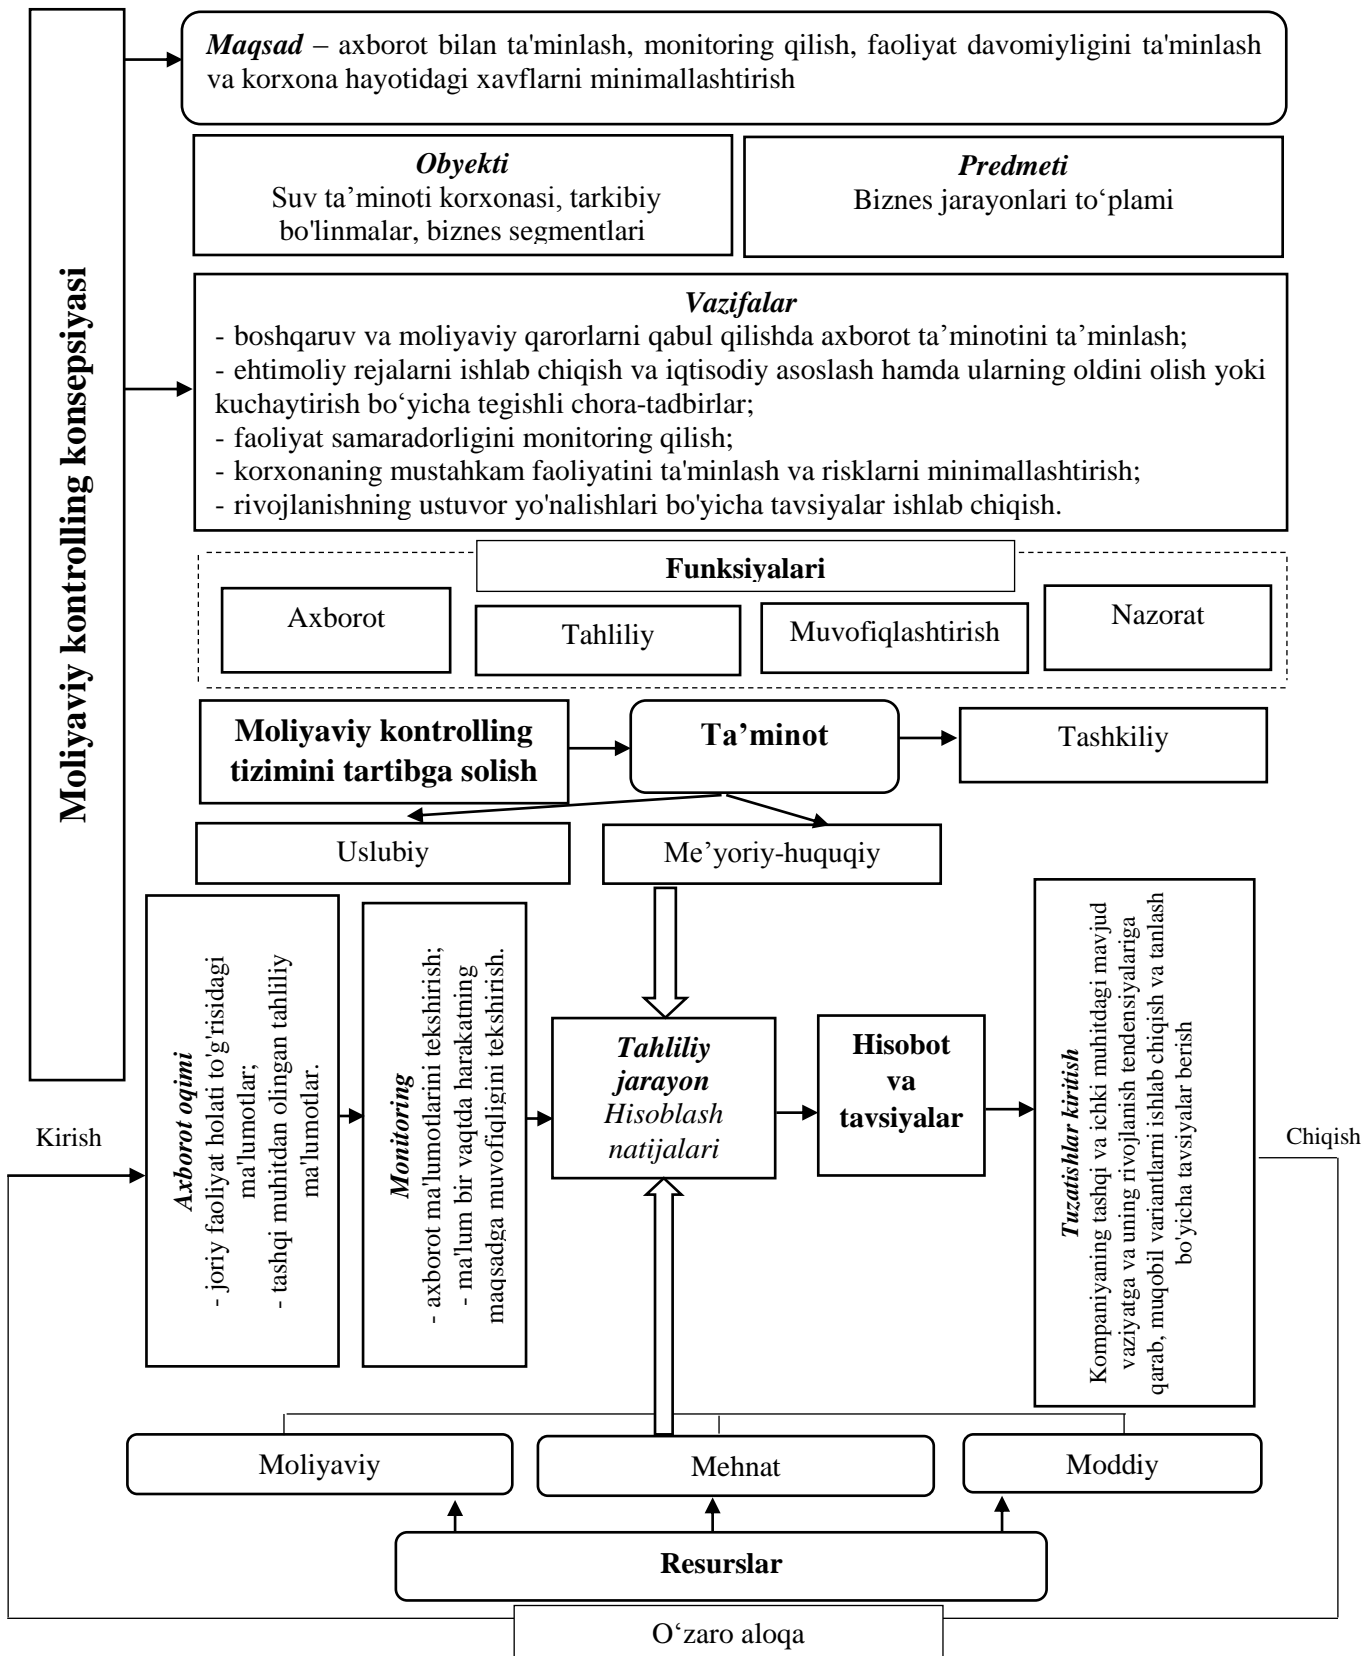 Moliyaviy kontrolling konsepsiyasi
Maqsad – axborot bilan ta'minlash, monitoring qilish, faoliyat davomiyligini ta'minlash
va korxona hayotidagi xavflarni minimallashtirish
Obyekti
Suv ta’minoti korxonasi, tarkibiy
bo'linmalar, biznes segmentlari
Predmeti
Biznes jarayonlari to‘plami
Vazifalar
- boshqaruv va moliyaviy qarorlarni qabul qilishda axborot ta’minotini ta’minlash;
- ehtimoliy rejalarni ishlab chiqish va iqtisodiy asoslash hamda ularning oldini olish yoki
kuchaytirish bo‘yicha tegishli chora-tadbirlar;
- faoliyat samaradorligini monitoring qilish;
- korxonaning mustahkam faoliyatini ta'minlash va risklarni minimallashtirish;
- rivojlanishning ustuvor yo'nalishlari bo‘yicha tavsiyalar ishlab chiqish.
Funksiyalari
Axborot
Tahliliy
Muvofiqlashtirish
Nazorat
Moliyaviy kontrolling
tizimini tartibga solish
Ta’minot
Tashkiliy
Uslubiy
Me’yoriy-huquqiy
Kirish
Axborot oqimi
- joriy faoliyat holati to'g'risidagi
ma'lumotlar;
- tashqi muhitdan olingan tahliliy
ma'lumotlar.
Monitoring
- axborot ma'lumotlarini tekshirish;
- ma'lum bir vaqtda harakatning
maqsadga muvofiqligini tekshirish.
Tahliliy
jarayon
Hisoblash
natijalari
Hisobot
va
tavsiyalar
Tuzatishlar kiritish
Kompaniyaning tashqi va ichki muhitdagi mavjud
vaziyatga va uning rivojlanish tendensiyalariga
qarab, muqobil variantlarni ishlab chiqish va tanlash
bo'yicha tavsiyalar berish
Chiqish
Moliyaviy
Mehnat
Moddiy
Resurslar
O‘zaro aloqa